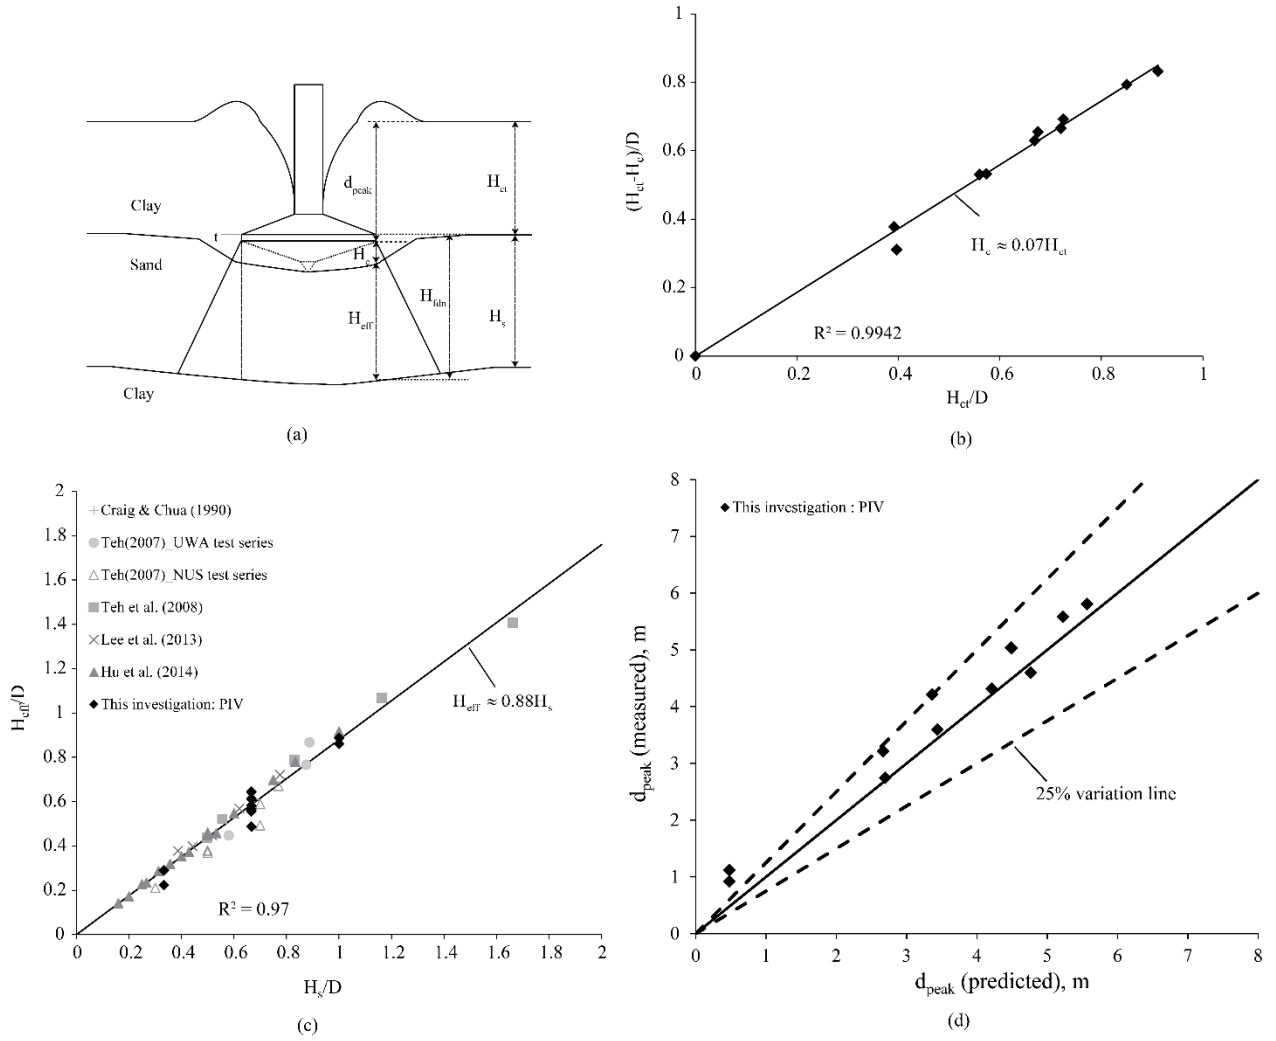 Clay
Sand
Clay
t
d_peak
H_ct
H_c
H_eff
H_fdn
H_s
(a)
1
0.8
0.6
0.4
0.2
0
0 0.2 0.4 0.6 0.8 1
(H_ct-H_c)/D
H_c ≈ 0.07H_ct
R² = 0.9942
H_ct/D
(b)
2
1.8
1.6
1.4
1.2
1
0.8
0.6
0.4
0.2
0
0 0.2 0.4 0.6 0.8 1 1.2 1.4 1.6 1.8 2
H_eff/D
Craig & Chua (1990)
Teh(2007)_UWA test series
Teh(2007)_NUS test series
Teh et al. (2008)
Lee et al. (2013)
Hu et al. (2014)
This investigation: PIV
H_eff ≈ 0.88H_s
R² = 0.97
H_s/D
(c)
8
7
6
5
4
3
2
1
0
0 1 2 3 4 5 6 7 8
d_peak (measured), m
This investigation : PIV
25% variation line
d_peak (predicted), m
(d)